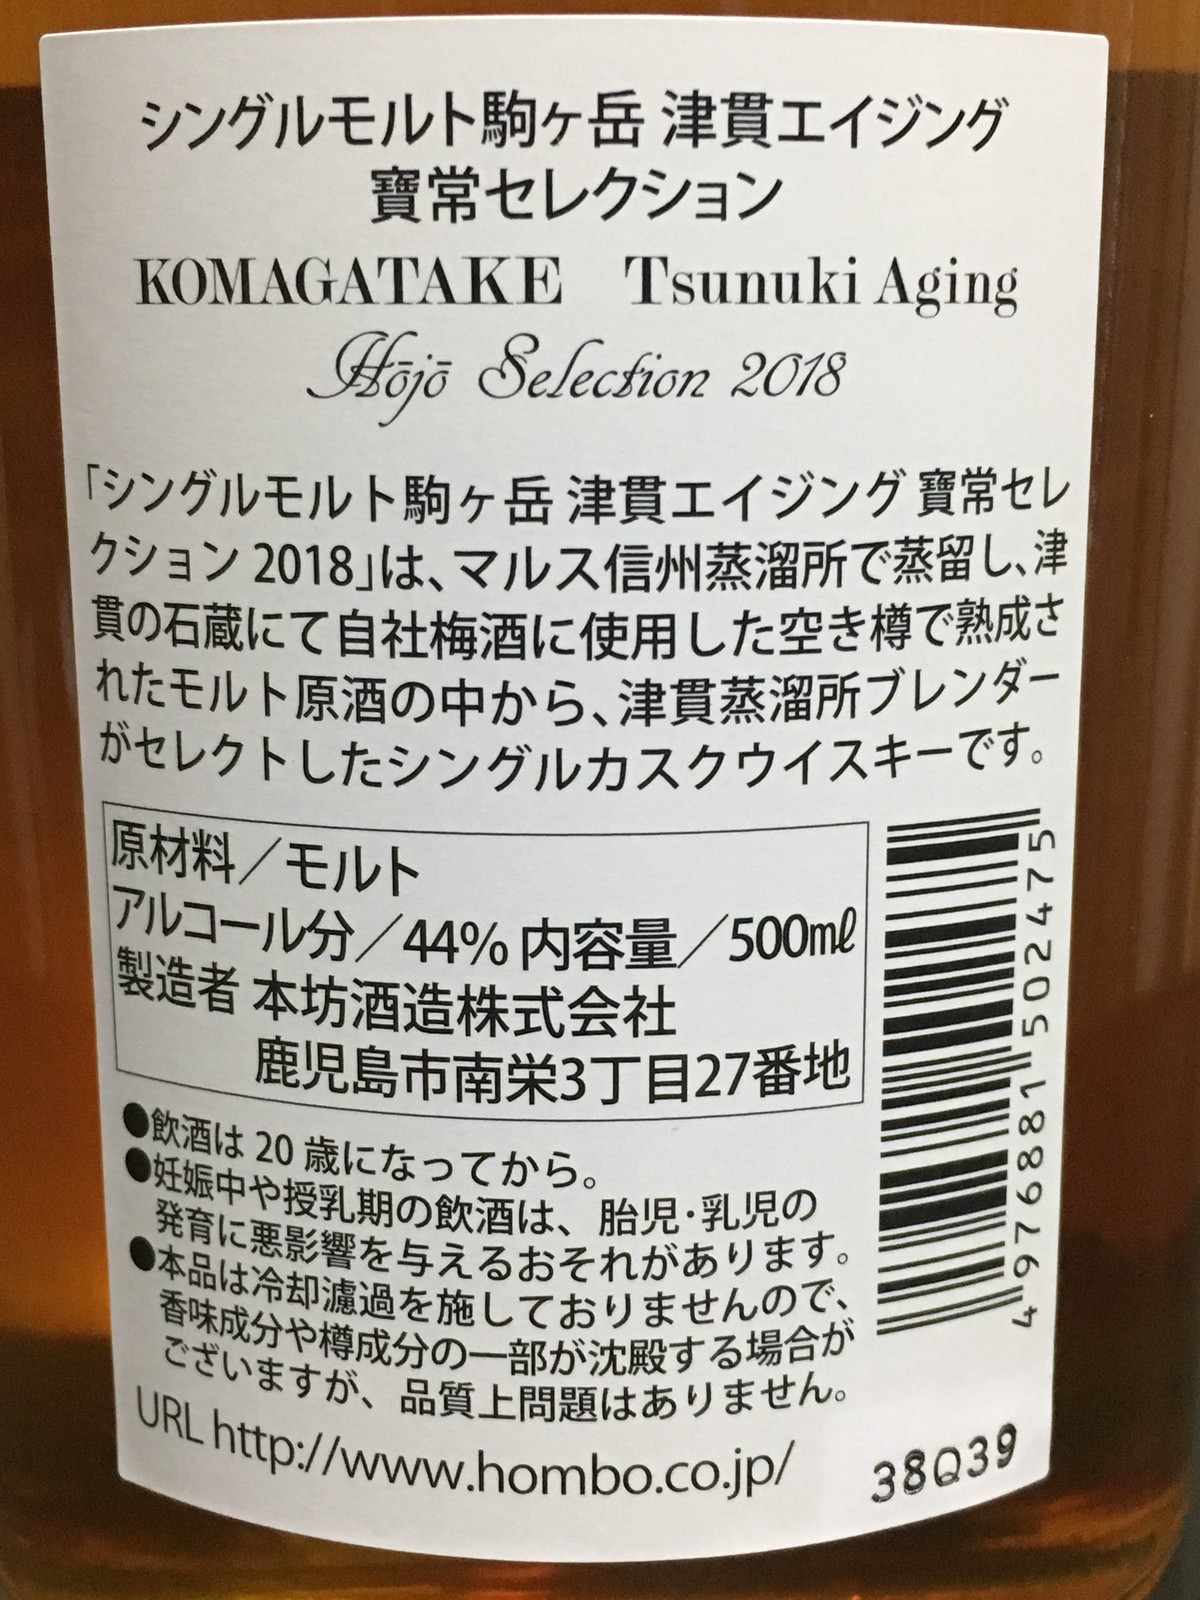 シングルモルト駒ヶ岳 津貫エイジング
寶常セレクション
KOMAGATAKE Tsunuki Aging
Hōjō Selection 2018
「シングルモルト駒ヶ岳 津貫エイジング 寶常セレ
クション 2018」は、マルス信州蒸溜所で蒸留し、津
貫の石蔵にて自社梅酒に使用した空き樽で熟成さ
れたモルト原酒の中から、津貫蒸溜所ブレンダー
がセレクトしたシングルカスクウイスキーです。
原材料／モルト
アルコール分／44% 内容量／500mℓ
製造者 本坊酒造株式会社
鹿児島市南栄3丁目27番地
●飲酒は 20 歳になってから。
●妊娠中や授乳期の飲酒は、胎児・乳児の
発育に悪影響を与えるおそれがあります。
●本品は冷却濾過を施しておりませんので、
香味成分や樽成分の一部が沈殿する場合が
ございますが、品質上問題はありません。
URL http://www.hombo.co.jp/
4976881502475
38Q39